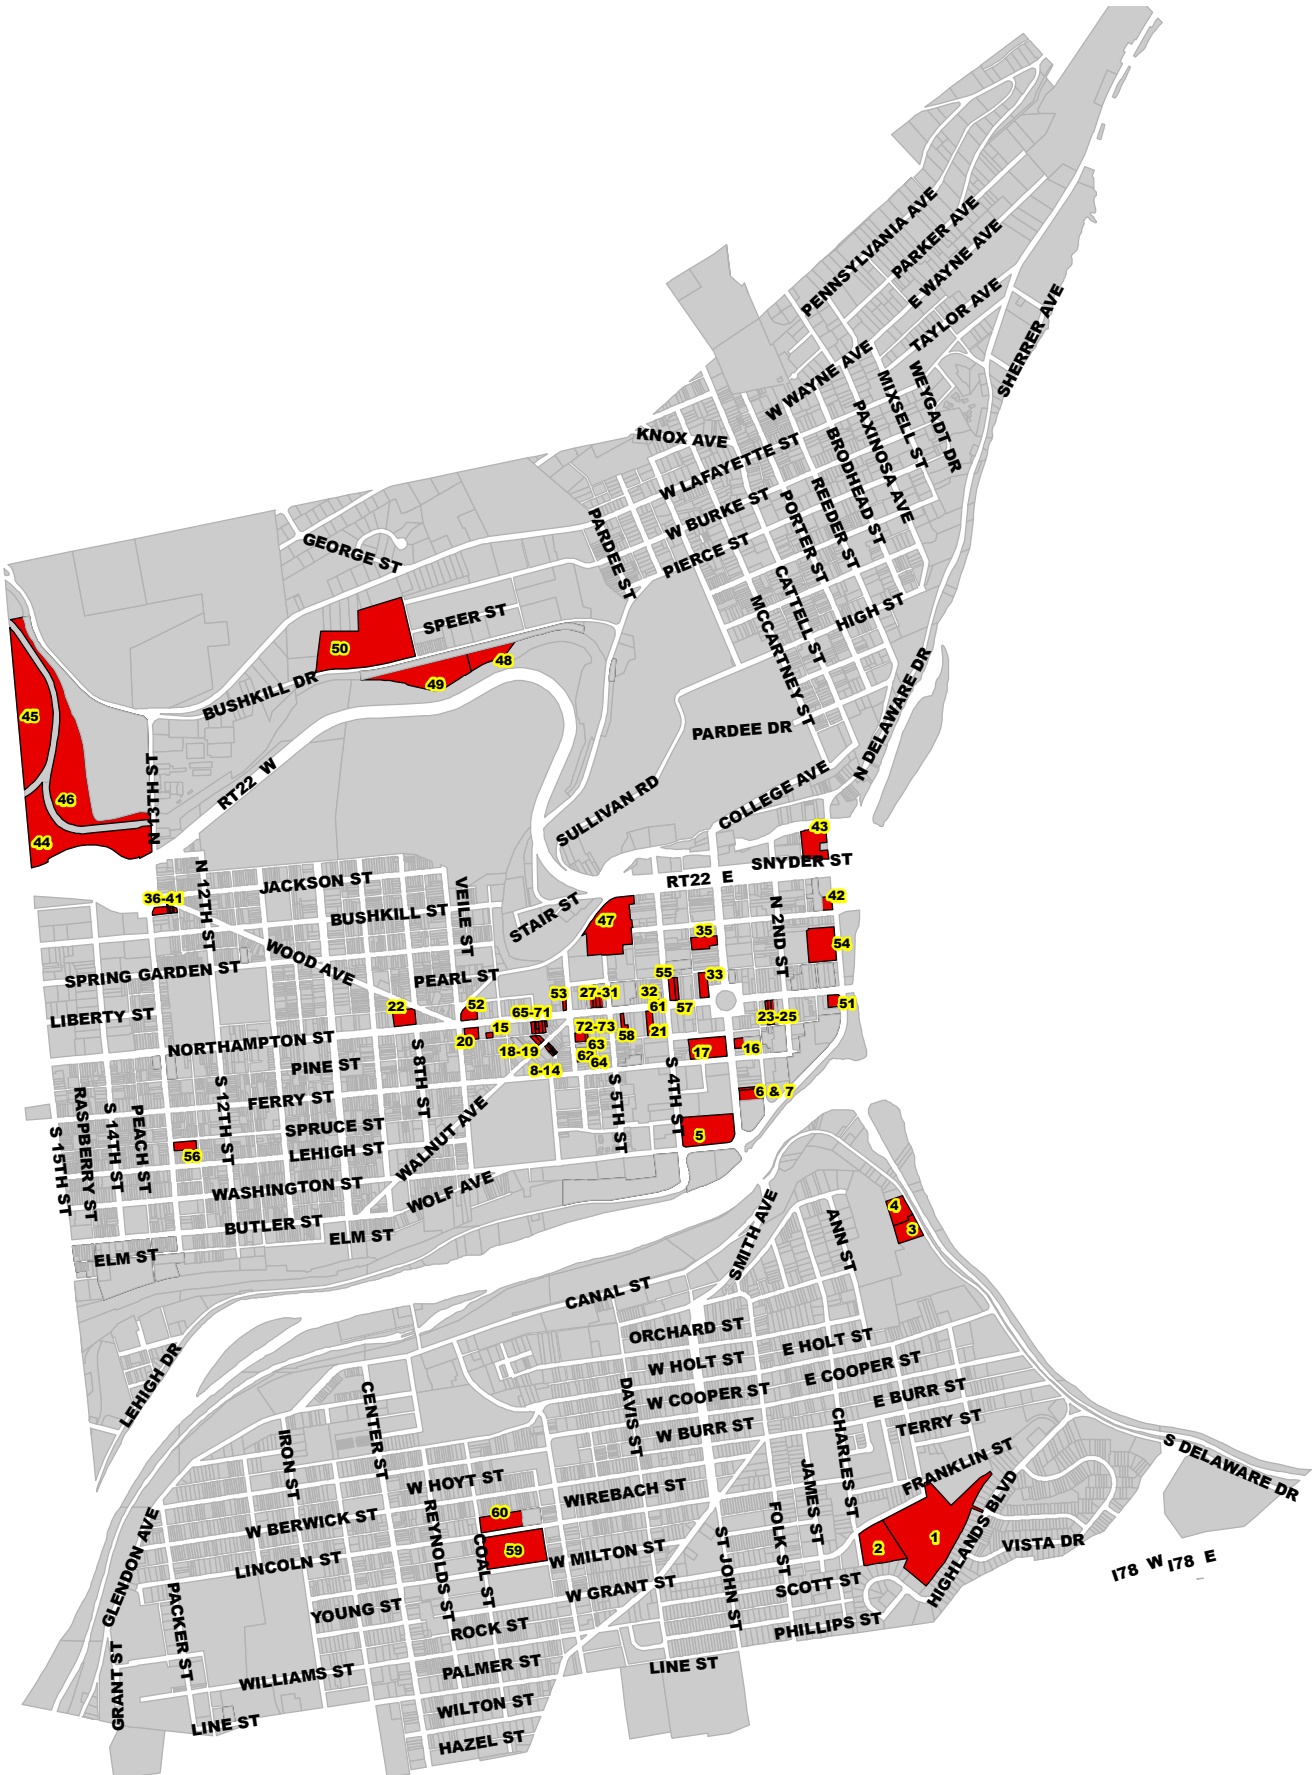 PENNSYLVANIA AVE
PARKER AVE
E WAYNE AVE
TAYLOR AVE
SHERRER AVE
W WAYNE AVE
WEYGADT DR
MIXSELL ST
PAXINOSA AVE
BRODHEAD ST
KNOX AVE
W LAFAYETTE ST
W BURKE ST
REEDER ST
PORTER ST
PARDEE ST
PIERCE ST
GEORGE ST
CATTELL ST
MCCARTNEY ST
HIGH ST
SPEER ST
50
48
49
BUSHKILL DR
45
N DELAWARE DR
PARDEE DR
N 13TH ST
RT22 W
46
SULLIVAN RD
COLLEGE AVE
44
43
SNYDER ST
RT22 E
N 12TH ST
JACKSON ST
VEILE ST
36-41
42
BUSHKILL ST
STAIR ST
47
N 2ND ST
35
54
WOOD AVE
SPRING GARDEN ST
PEARL ST
55
33
53
27-31
32
51
22
52
65-71
61
57
LIBERTY ST
23-25
15
72-73
58
21
20
NORTHAMPTON ST
63
18-19
17
16
S 8TH ST
62
64
PINE ST
8-14
S 4TH ST
S 5TH ST
6 & 7
RASPBERRY ST
S 14TH ST
PEACH ST
S 12TH ST
FERRY ST
SPRUCE ST
WALNUT AVE
5
S 15TH ST
56
LEHIGH ST
WASHINGTON ST
WOLF AVE
BUTLER ST
ELM ST
ELM ST
4
3
SMITH AVE
ANN ST
CANAL ST
ORCHARD ST
E HOLT ST
W HOLT ST
E COOPER ST
LEHIGH DR
W COOPER ST
E BURR ST
CENTER ST
DAVIS ST
W BURR ST
TERRY ST
CHARLES ST
IRON ST
FRANKLIN ST
S DELAWARE DR
W HOYT ST
WIREBACH ST
JAMES ST
HIGHLANDS BLVD
W BERWICK ST
REYNOLDS ST
60
FOLK ST
GLENDON AVE
COAL ST
59
ST JOHN ST
1
2
VISTA DR
LINCOLN ST
W MILTON ST
I78 W
I78 E
PACKER ST
W GRANT ST
SCOTT ST
YOUNG ST
ROCK ST
PHILLIPS ST
GRANT ST
WILLIAMS ST
PALMER ST
LINE ST
WILTON ST
LINE ST
HAZEL ST